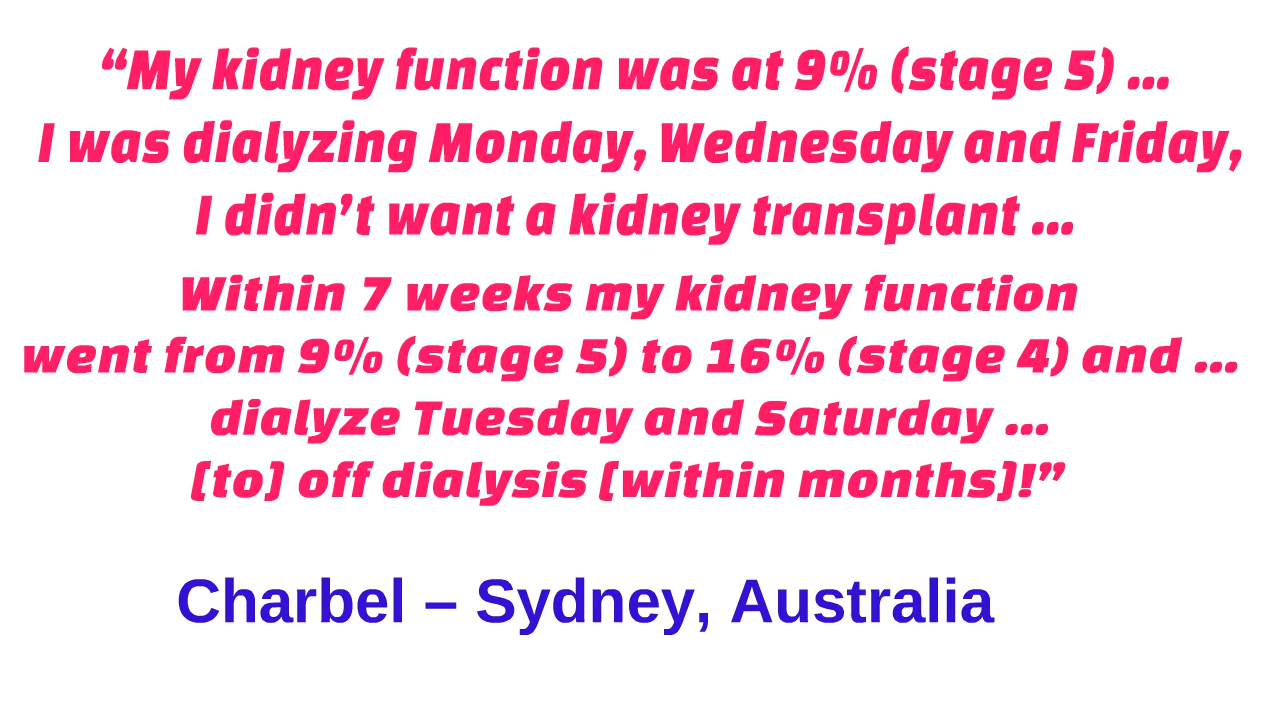 “My kidney function was at 9% (stage 5) ...
I was dialyzing Monday, Wednesday and Friday,
I didn’t want a kidney transplant ...
Within 7 weeks my kidney function
went from 9% (stage 5) to 16% (stage 4) and ...
dialyze Tuesday and Saturday ...
[to] off dialysis [within months]!”
Charbel – Sydney, Australia